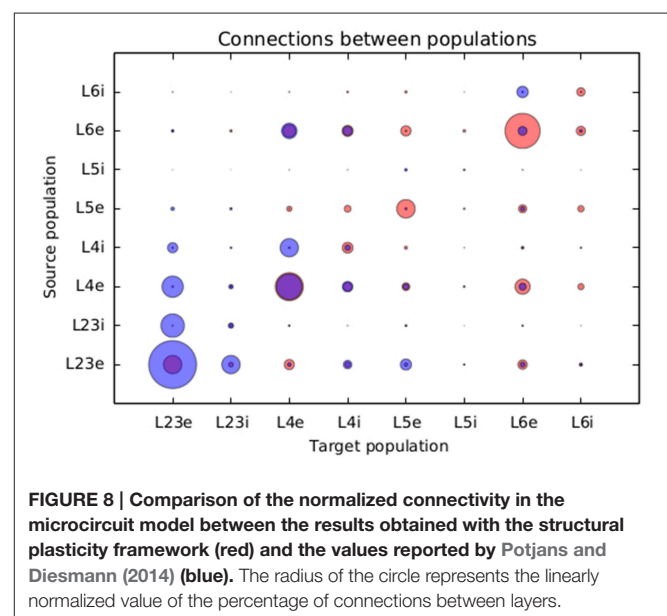 Connections between populations
Source population
L6i
L6e
L5i
L5e
L4i
L4e
L23i
L23e
L23e L23i L4e L4i L5e L5i L6e L6i
Target population
FIGURE 8 | Comparison of the normalized connectivity in the
microcircuit model between the results obtained with the structural
plasticity framework (red) and the values reported by Potjans and
Diesmann (2014) (blue). The radius of the circle represents the linearly
normalized value of the percentage of connections between layers.